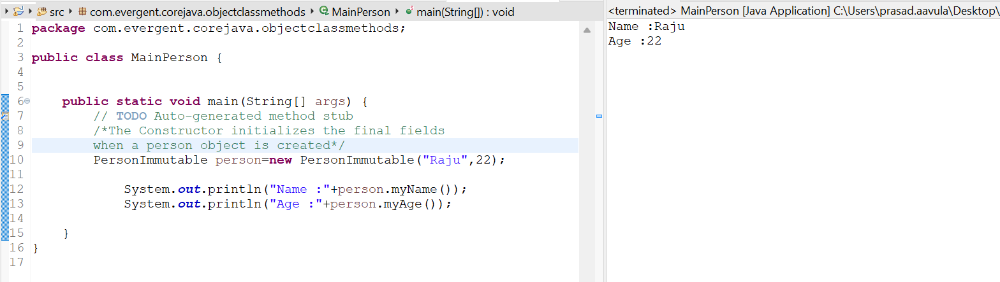 src com.evergent.corejava.objectclassmethods MainPerson main(String[]) : void
1 package com.evergent.corejava.objectclassmethods;
2
3 public class MainPerson {
4
5
6 public static void main(String[] args) {
7 // TODO Auto-generated method stub
8 /*The Constructor initializes the final fields
9 when a person object is created*/
10 PersonImmutable person=new PersonImmutable("Raju",22);
11
12 System.out.println("Name :"+person.myName());
13 System.out.println("Age :"+person.myAge());
14
15 }
16 }
17
<terminated> MainPerson [Java Application] C:\Users\prasad.aavula\Desktop\
Name :Raju
Age :22